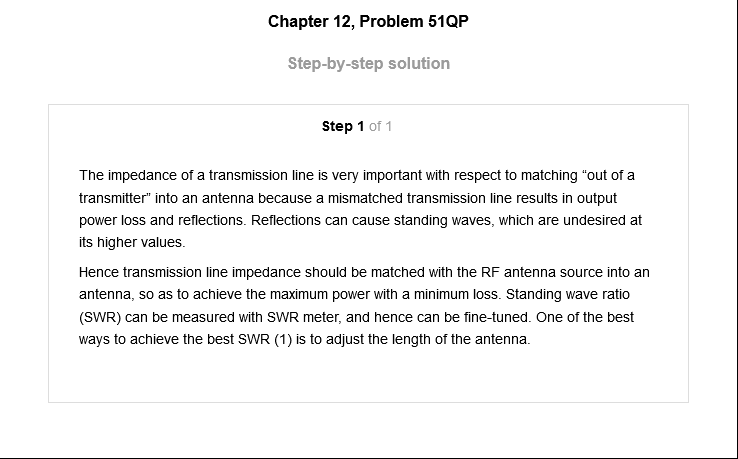 Chapter 12, Problem 51QP
Step-by-step solution
Step 1 of 1
The impedance of a transmission line is very important with respect to matching “out of a
transmitter” into an antenna because a mismatched transmission line results in output
power loss and reflections. Reflections can cause standing waves, which are undesired at
its higher values.
Hence transmission line impedance should be matched with the RF antenna source into an
antenna, so as to achieve the maximum power with a minimum loss. Standing wave ratio
(SWR) can be measured with SWR meter, and hence can be fine-tuned. One of the best
ways to achieve the best SWR (1) is to adjust the length of the antenna.